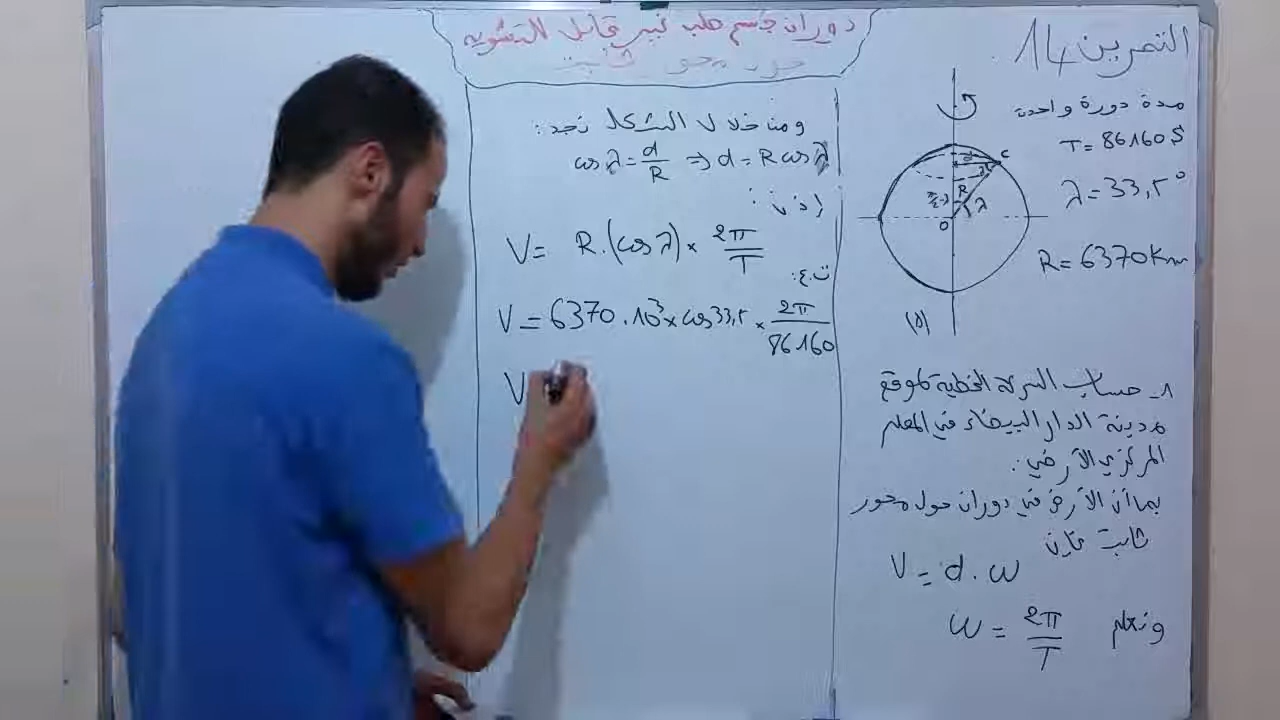 دوران جسم صلب غير قابل للتشويه
حول محور ثابت
التمرين 14
مدة دورة واحدة
T = 86160 S
λ = 33,5°
R = 6370 Km
C
d
λ
R
π/2-λ
λ
O
(Δ)
1- حساب السرعة الخطية لموقع
مدينة الدار البيضاء في المعلم
المركزي الأرضي:
بما أن الأرض في دوران حول محور
ثابت فإن
V = d . ω
ونعلم ω = 2π/T
ومن خلال الشكل نجد:
cos λ = d/R ⇒ d = R cos λ
إذن:
V = R.(cos λ) × 2π/T
ت.ع:
V = 6370 . 10³ × cos 33,5 × 2π/86160
V